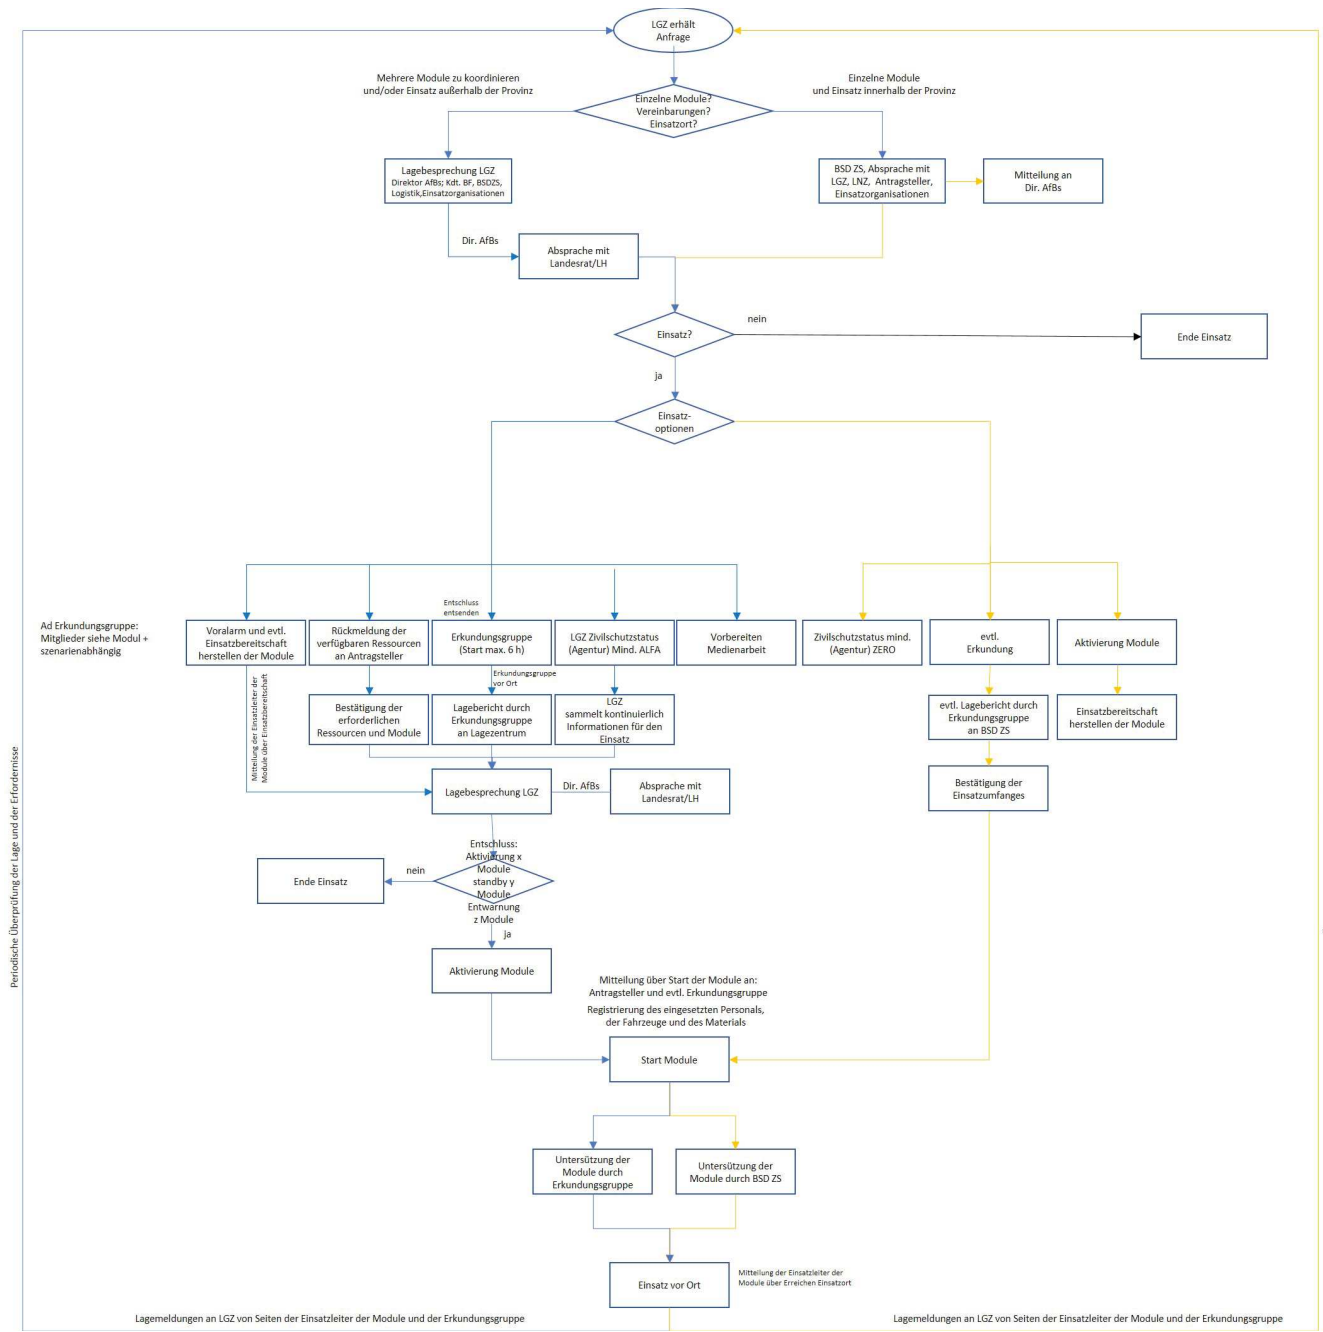 LGZ erhält
Anfrage
Mehrere Module zu koordinieren
und/oder Einsatz außerhalb der Provinz
Einzelne Module
und Einsatz innerhalb der Provinz
Einzelne Module?
Vereinbarungen?
Einsatzort?
Lagebesprechung LGZ
Direktor AfBs; Kdt. BF, BSDZS,
Logistik,Einsatzorganisationen
BSD ZS, Absprache mit
LGZ, LNZ, Antragsteller,
Einsatzorganisationen
Mitteilung an
Dir. AfBs
Dir. AfBs
Absprache mit
Landesrat/LH
Einsatz?
nein
Ende Einsatz
ja
Einsatz-
optionen
Ad Erkundungsgruppe:
Mitglieder siehe Modul +
szenarienabhängig
Entschluss
entsenden
Voralarm und evtl.
Einsatzbereitschaft
herstellen der Module
Rückmeldung der
verfügbaren Ressourcen
an Antragsteller
Erkundungsgruppe
(Start max. 6 h)
LGZ Zivilschutzstatus
(Agentur) Mind. ALFA
Vorbereiten
Medienarbeit
Zivilschutzstatus mind.
(Agentur) ZERO
evtl.
Erkundung
Aktivierung Module
Mitteilung der Einsatzleiter der
Module über Einsatzbereitschaft
Erkundungsgruppe
vor Ort
Bestätigung der
erforderlichen
Ressourcen und Module
Lagebericht durch
Erkundungsgruppe
an Lagezentrum
LGZ
sammelt kontinuierlich
Informationen für den
Einsatz
evtl. Lagebericht durch
Erkundungsgruppe
an BSD ZS
Einsatzbereitschaft
herstellen der Module
Lagebesprechung LGZ
Dir. AfBs
Absprache mit
Landesrat/LH
Bestätigung der
Einsatzumfanges
Entschluss:
Aktivierung x
Module
standby y
Module
Entwarnung
z Module
nein
Ende Einsatz
ja
Aktivierung Module
Periodische Überprüfung der Lage und der Erfordernisse
Mitteilung über Start der Module an:
Antragsteller und evtl. Erkundungsgruppe
Registrierung des eingesetzten Personals,
der Fahrzeuge und des Materials
Start Module
Untersützung der
Module durch
Erkundungsgruppe
Untersützung der
Module durch BSD ZS
Einsatz vor Ort
Mitteilung der Einsatzleiter der
Module über Erreichen Einsatzort
Lagemeldungen an LGZ von Seiten der Einsatzleiter der Module und der Erkundungsgruppe
Lagemeldungen an LGZ von Seiten der Einsatzleiter der Module und der Erkundungsgruppe